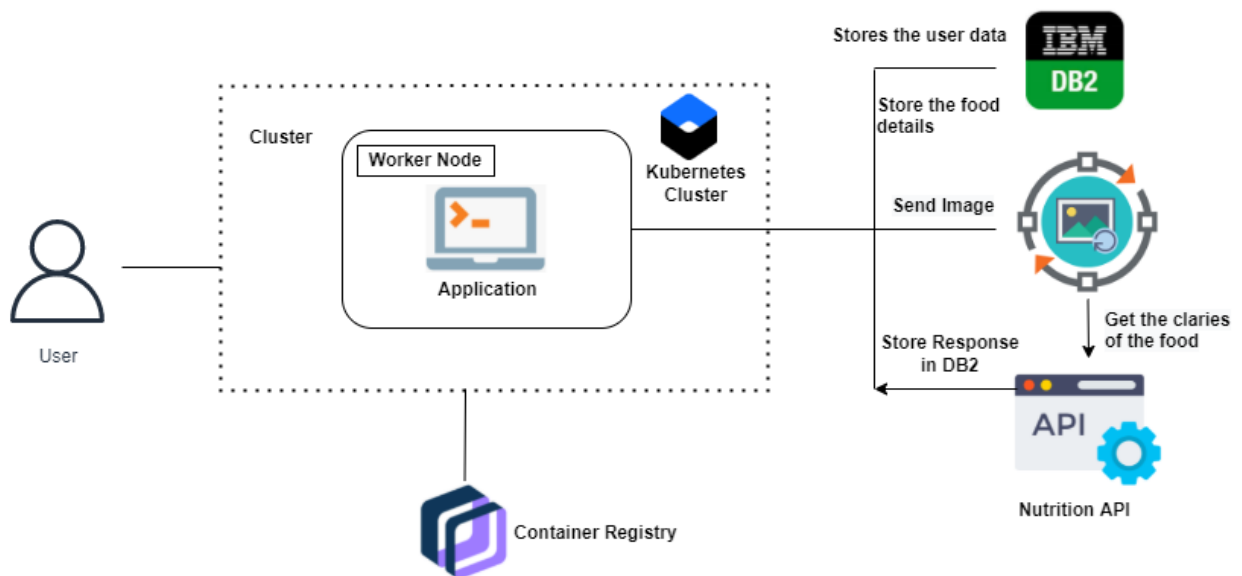 Stores the user data
IBM
DB2
Store the food
details
Cluster
Worker Node
Kubernetes
Cluster
Send Image
Application
User
Get the claries
of the food
Store Response
in DB2
API
Nutrition API
Container Registry